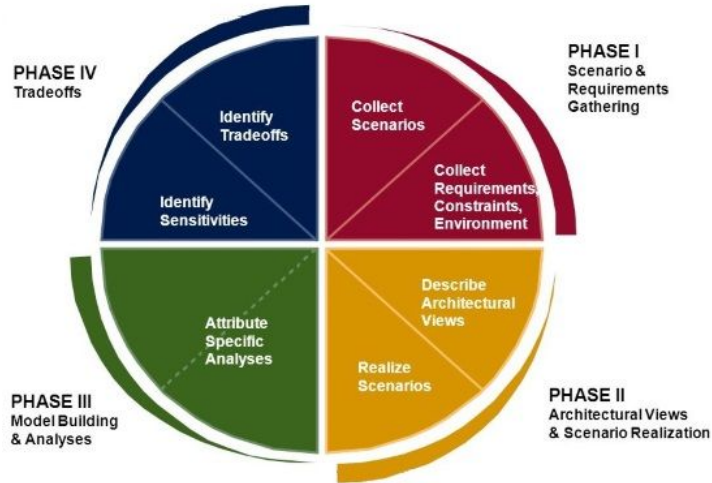 PHASE IV
Tradeoffs
Identify
Tradeoffs
Identify
Sensitivities
PHASE I
Scenario &
Requirements
Gathering
Collect
Scenarios
Collect
Requirements,
Constraints,
Environment
Describe
Architectural
Views
Realize
Scenarios
PHASE II
Architectural Views
& Scenario Realization
Attribute
Specific
Analyses
PHASE III
Model Building
& Analyses